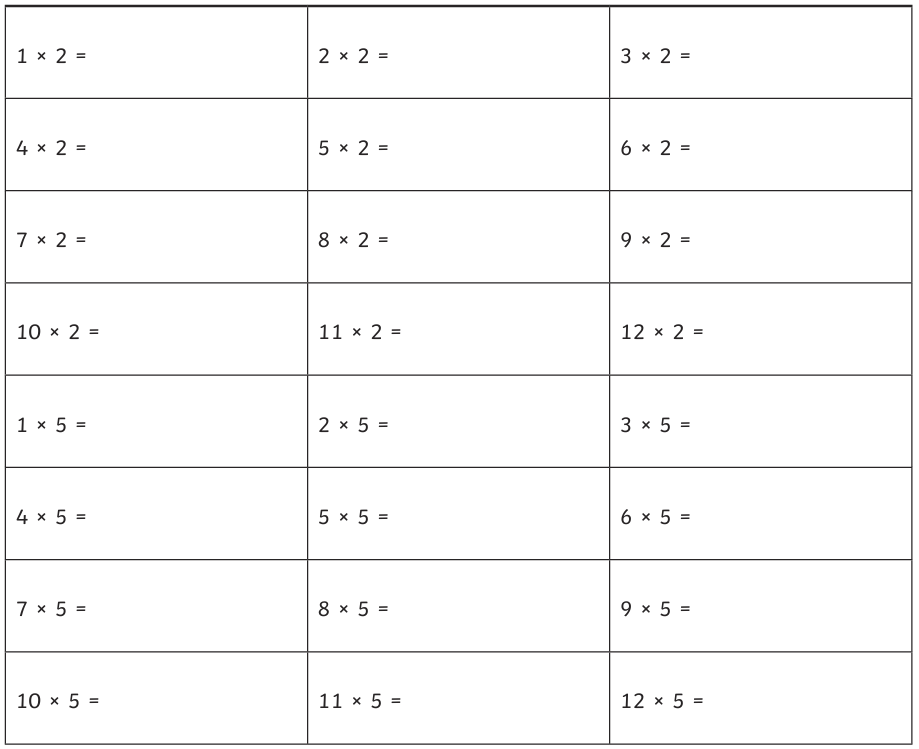 1 × 2 =
2 × 2 =
3 × 2 =
4 × 2 =
5 × 2 =
6 × 2 =
7 × 2 =
8 × 2 =
9 × 2 =
10 × 2 =
11 × 2 =
12 × 2 =
1 × 5 =
2 × 5 =
3 × 5 =
4 × 5 =
5 × 5 =
6 × 5 =
7 × 5 =
8 × 5 =
9 × 5 =
10 × 5 =
11 × 5 =
12 × 5 =